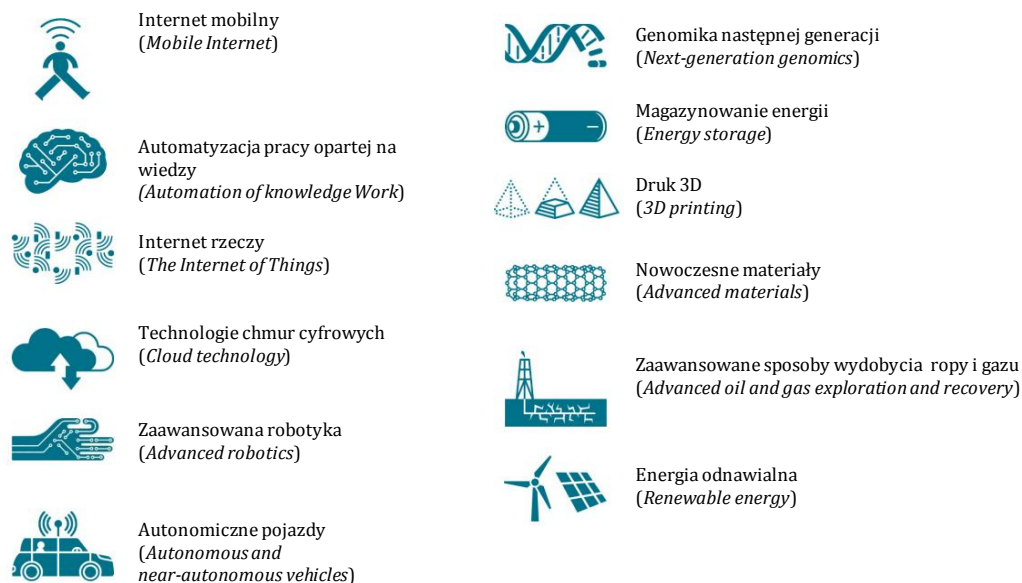 Internet mobilny
(Mobile Internet)
Automatyzacja pracy opartej na
wiedzy
(Automation of knowledge Work)
Internet rzeczy
(The Internet of Things)
Technologie chmur cyfrowych
(Cloud technology)
Zaawansowana robotyka
(Advanced robotics)
Autonomiczne pojazdy
(Autonomous and
near-autonomous vehicles)
Genomika następnej generacji
(Next-generation genomics)
Magazynowanie energii
(Energy storage)
Druk 3D
(3D printing)
Nowoczesne materiały
(Advanced materials)
Zaawansowane sposoby wydobycia ropy i gazu
(Advanced oil and gas exploration and recovery)
Energia odnawialna
(Renewable energy)